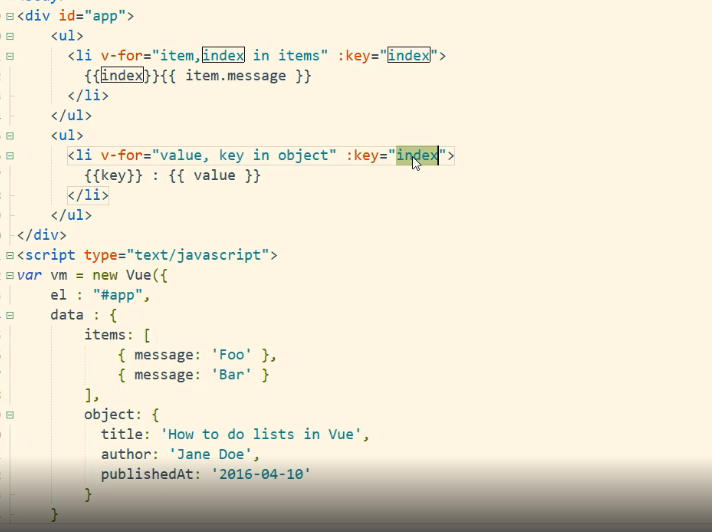 <div id="app">
<ul>
<li v-for="item,index in items" :key="index">
{{index}}{{ item.message }}
</li>
</ul>
<ul>
<li v-for="value, key in object" :key="index">
{{key}} : {{ value }}
</li>
</ul>
</div>
<script type="text/javascript">
var vm = new Vue({
el : "#app",
data : {
items: [
{ message: 'Foo' },
{ message: 'Bar' }
],
object: {
title: 'How to do lists in Vue',
author: 'Jane Doe',
publishedAt: '2016-04-10'
}
}